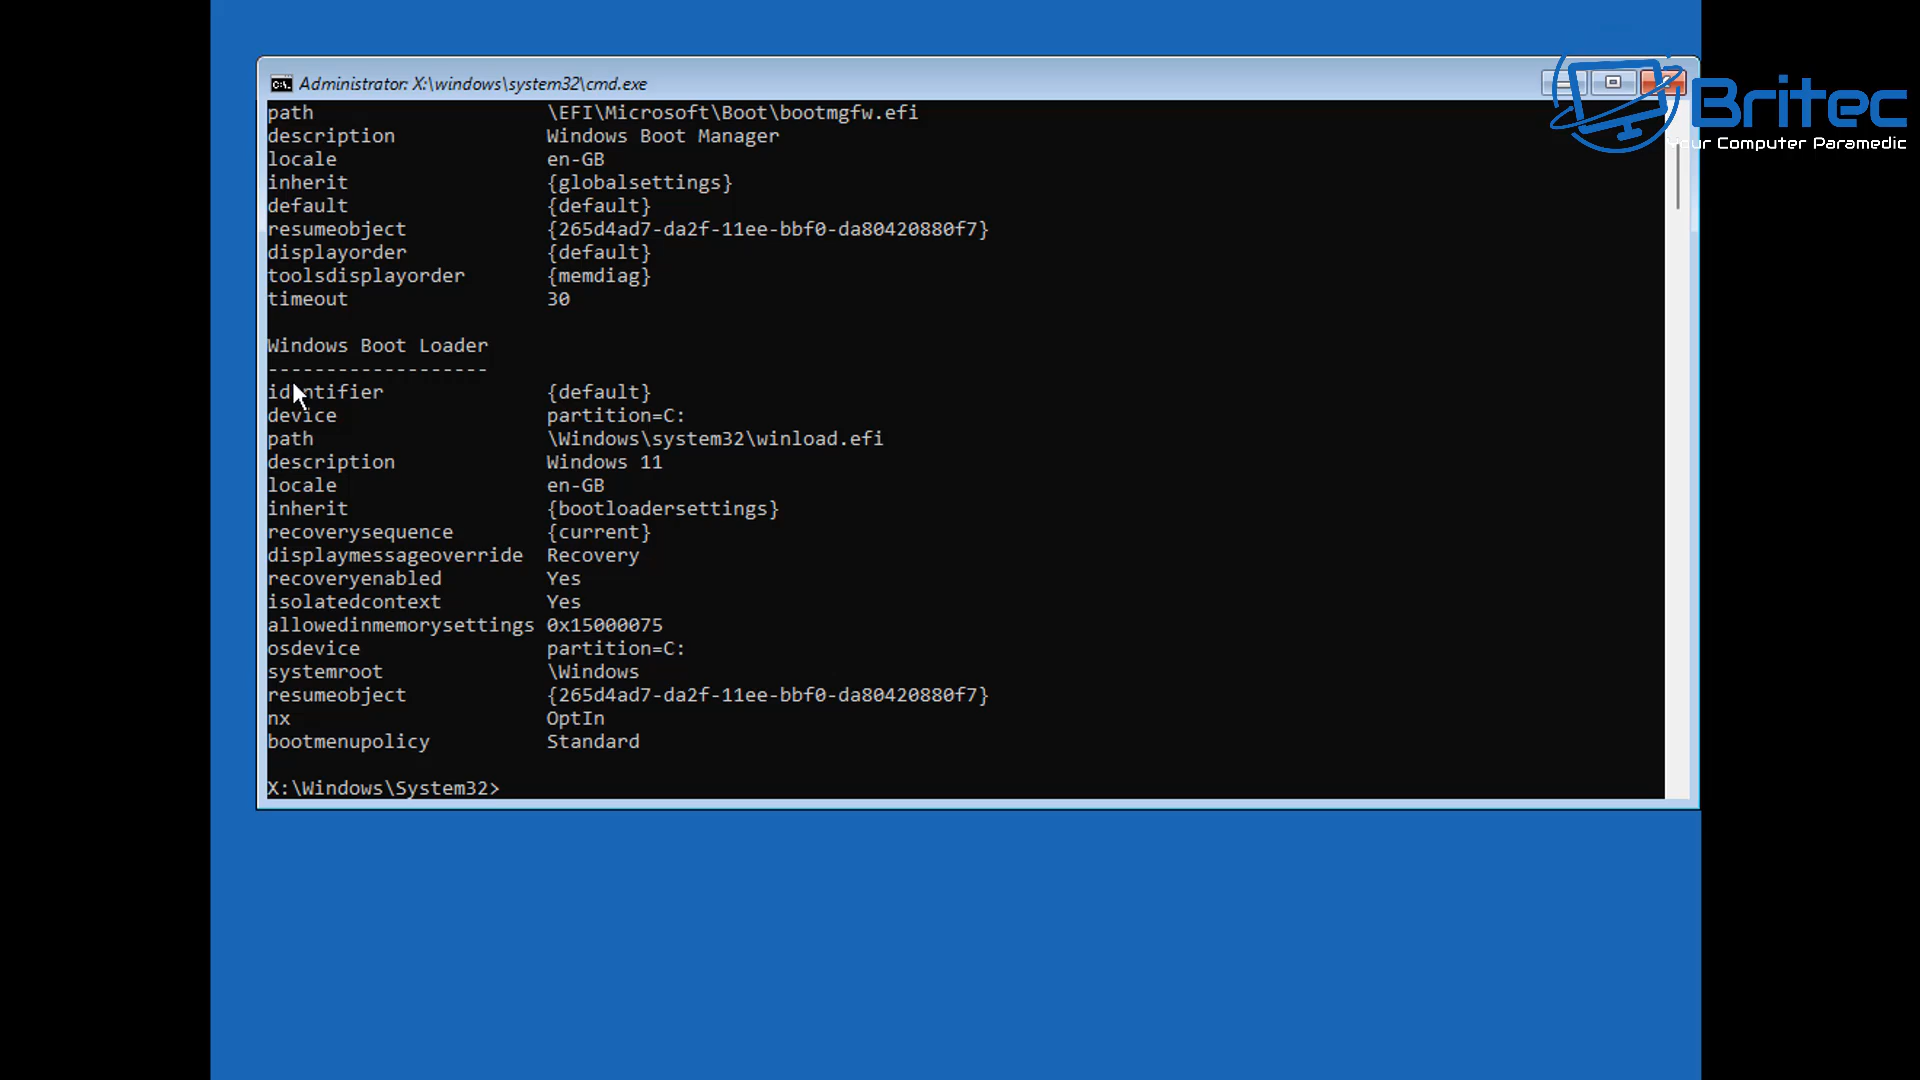 Administrator: X:\windows\system32\cmd.exe
Britec
Your Computer Paramedic
path \EFI\Microsoft\Boot\bootmgfw.efi
description Windows Boot Manager
locale en-GB
inherit {globalsettings}
default {default}
resumeobject {265d4ad7-da2f-11ee-bbf0-da80420880f7}
displayorder {default}
toolsdisplayorder {memdiag}
timeout 30
Windows Boot Loader
-------------------
identifier {default}
device partition=C:
path \Windows\system32\winload.efi
description Windows 11
locale en-GB
inherit {bootloadersettings}
recoverysequence {current}
displaymessageoverride Recovery
recoveryenabled Yes
isolatedcontext Yes
allowedinmemorysettings 0x15000075
osdevice partition=C:
systemroot \Windows
resumeobject {265d4ad7-da2f-11ee-bbf0-da80420880f7}
nx OptIn
bootmenupolicy Standard
X:\Windows\System32>